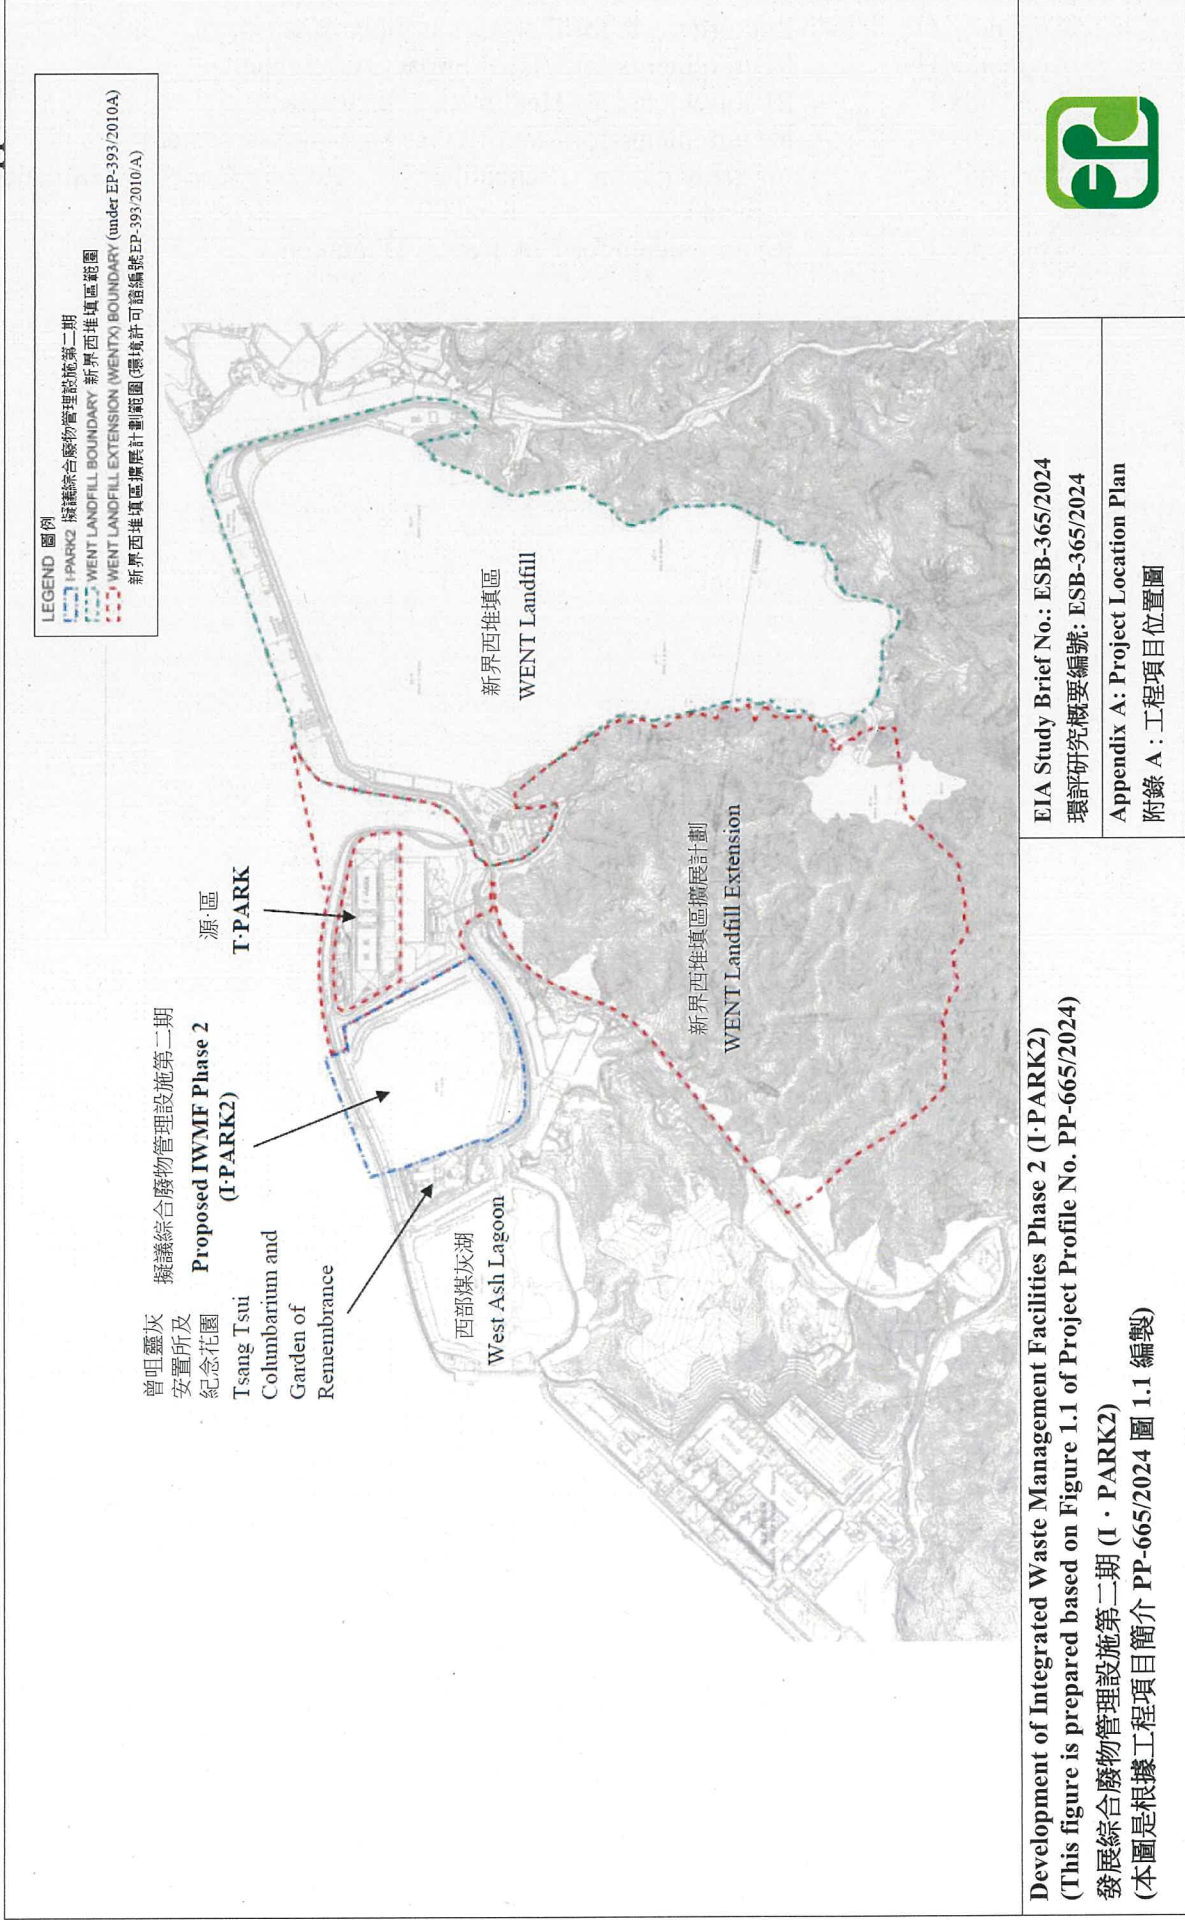 LEGEND 圖例
I·PARK2 擬議綜合廢物管理設施第二期
WENT LANDFILL BOUNDARY 新界西堆填區範圍
WENT LANDFILL EXTENSION (WENTX) BOUNDARY (under EP-393/2010A)
新界西堆填區擴展計劃範圍(環境許可證編號EP-393/2010/A)
曾咀靈灰
安置所及
紀念花園
Tsang Tsui
Columbarium and
Garden of
Remembrance
擬議綜合廢物管理設施第二期
Proposed IWMF Phase 2
(I·PARK2)
源·區
T·PARK
西部煤灰湖
West Ash Lagoon
新界西堆填區
WENT Landfill
新界西堆填區擴展計劃
WENT Landfill Extension
Development of Integrated Waste Management Facilities Phase 2 (I·PARK2)
(This figure is prepared based on Figure 1.1 of Project Profile No. PP-665/2024)
發展綜合廢物管理設施第二期 (I · PARK2)
(本圖是根據工程項目簡介 PP-665/2024 圖 1.1 編製)
EIA Study Brief No.: ESB-365/2024
環評研究概要編號: ESB-365/2024
Appendix A: Project Location Plan
附錄 A : 工程項目位置圖
epd